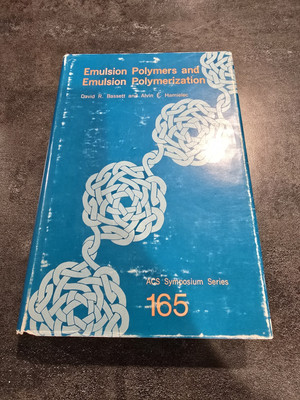 Emulsion Polymers and
Emulsion Polymerization
David R. Bassett and Alvin E. Hamielec
ACS Symposium Series
165